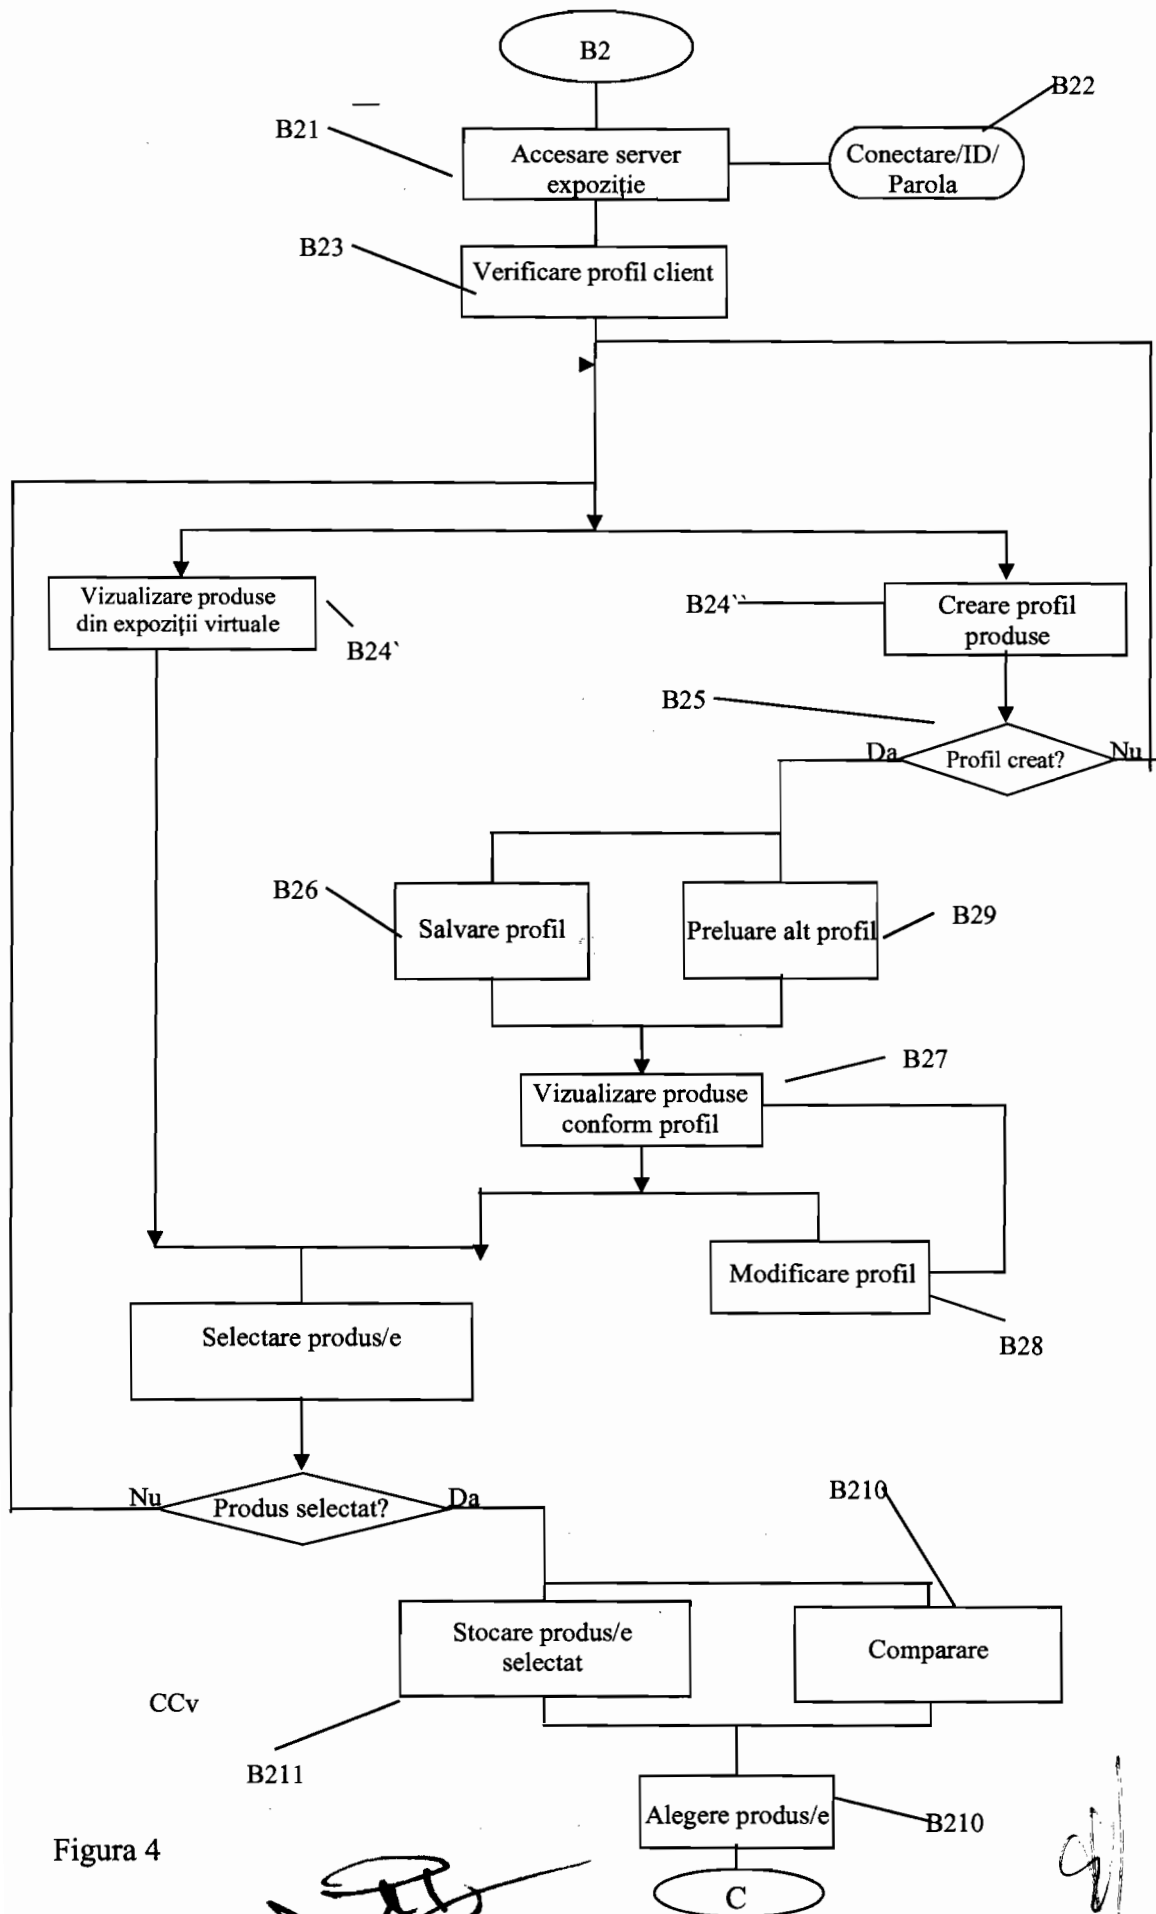 B2
B22
B21
Accesare server
expoziție
Conectare/ID/
Parola
B23
Verificare profil client
Vizualizare produse
din expoziții virtuale
B24`
B24``
Creare profil
produse
B25
Da
Profil creat?
Nu
B26
Salvare profil
Preluare alt profil
B29
B27
Vizualizare produse
conform profil
Modificare profil
B28
Selectare produs/e
Nu
Produs selectat?
Da
B210
Stocare produs/e
selectat
Comparare
CCv
B211
Alegere produs/e
B210
Figura 4
C